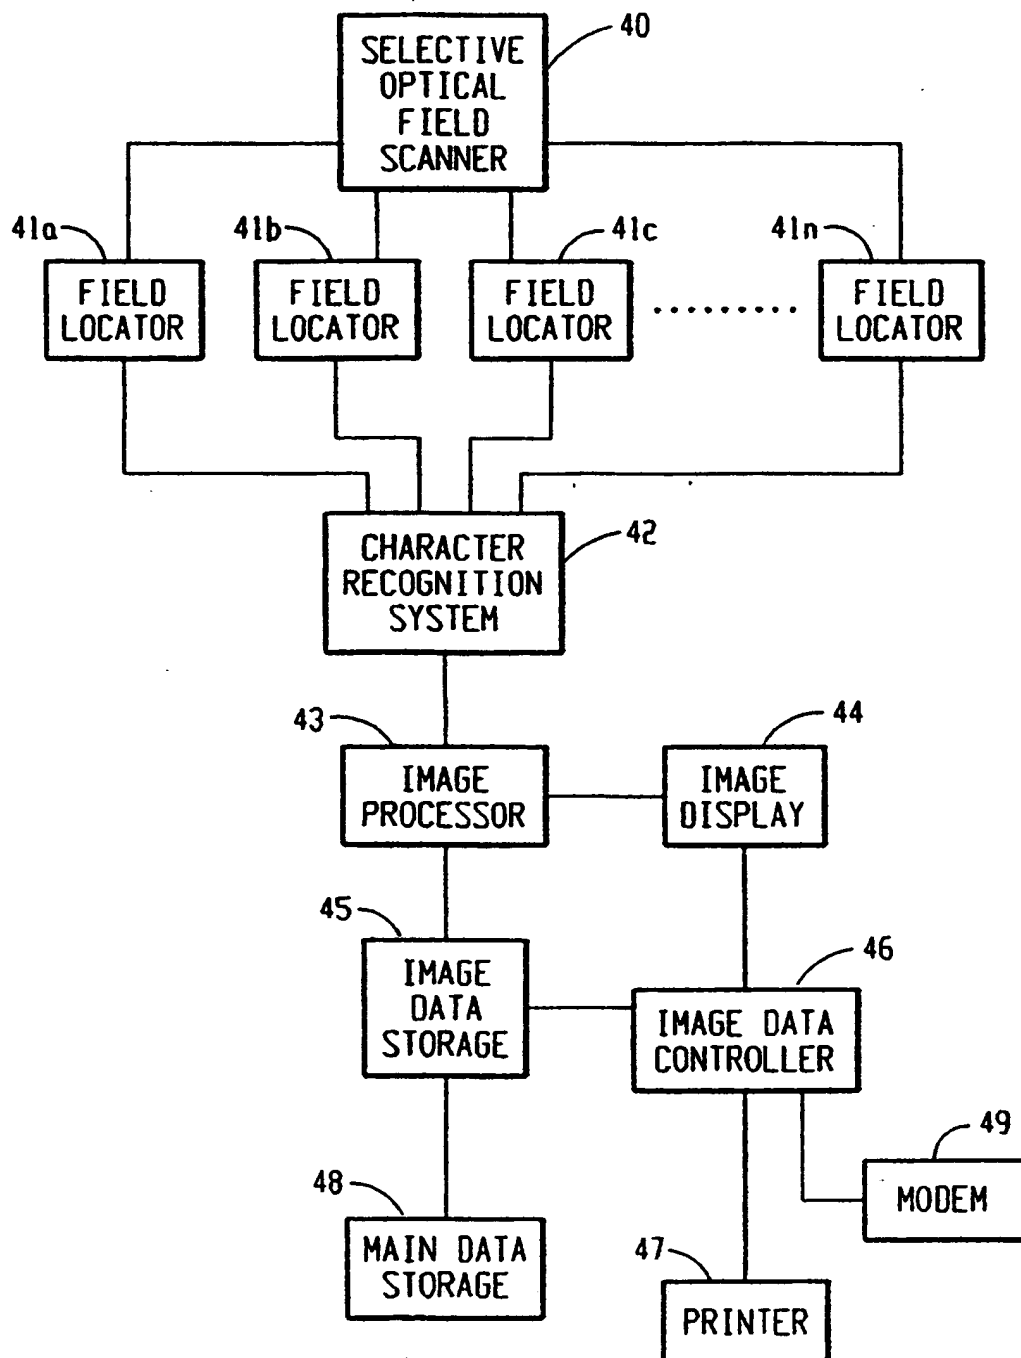 40
SELECTIVE
OPTICAL
FIELD
SCANNER
41a
41b
41c
41n
FIELD
LOCATOR
FIELD
LOCATOR
FIELD
LOCATOR
.........
FIELD
LOCATOR
42
CHARACTER
RECOGNITION
SYSTEM
43
44
IMAGE
PROCESSOR
IMAGE
DISPLAY
45
46
IMAGE
DATA
STORAGE
IMAGE DATA
CONTROLLER
49
MODEM
48
MAIN DATA
STORAGE
47
PRINTER